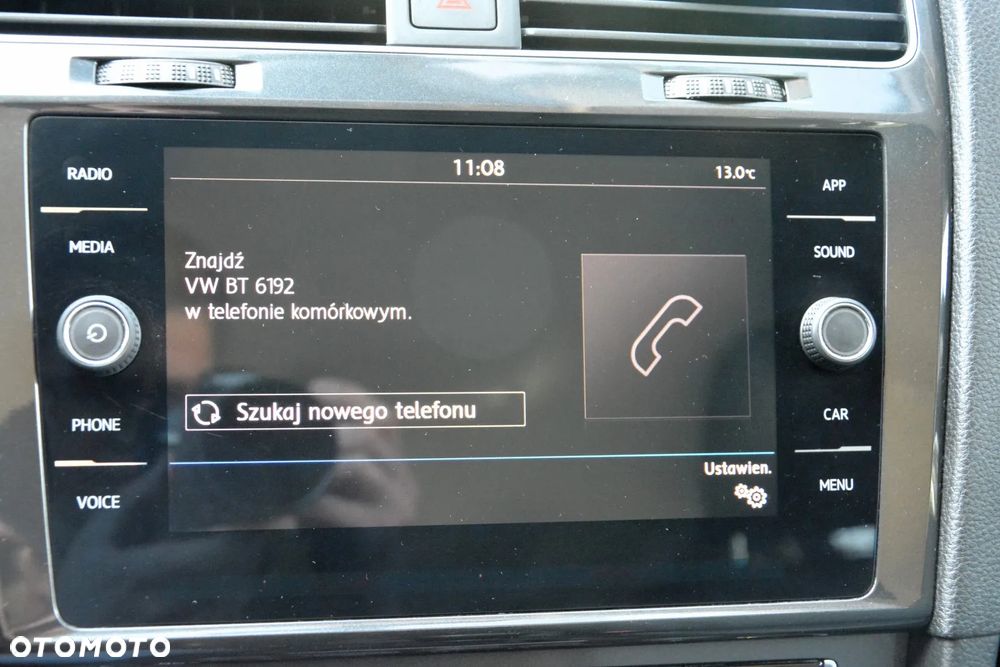 11:08
13.0°C
RADIO
MEDIA
PHONE
VOICE
Znajdź
VW BT 6192
w telefonie komórkowym.
Szukaj nowego telefonu
Ustawien.
APP
SOUND
CAR
MENU
OTOMOTO